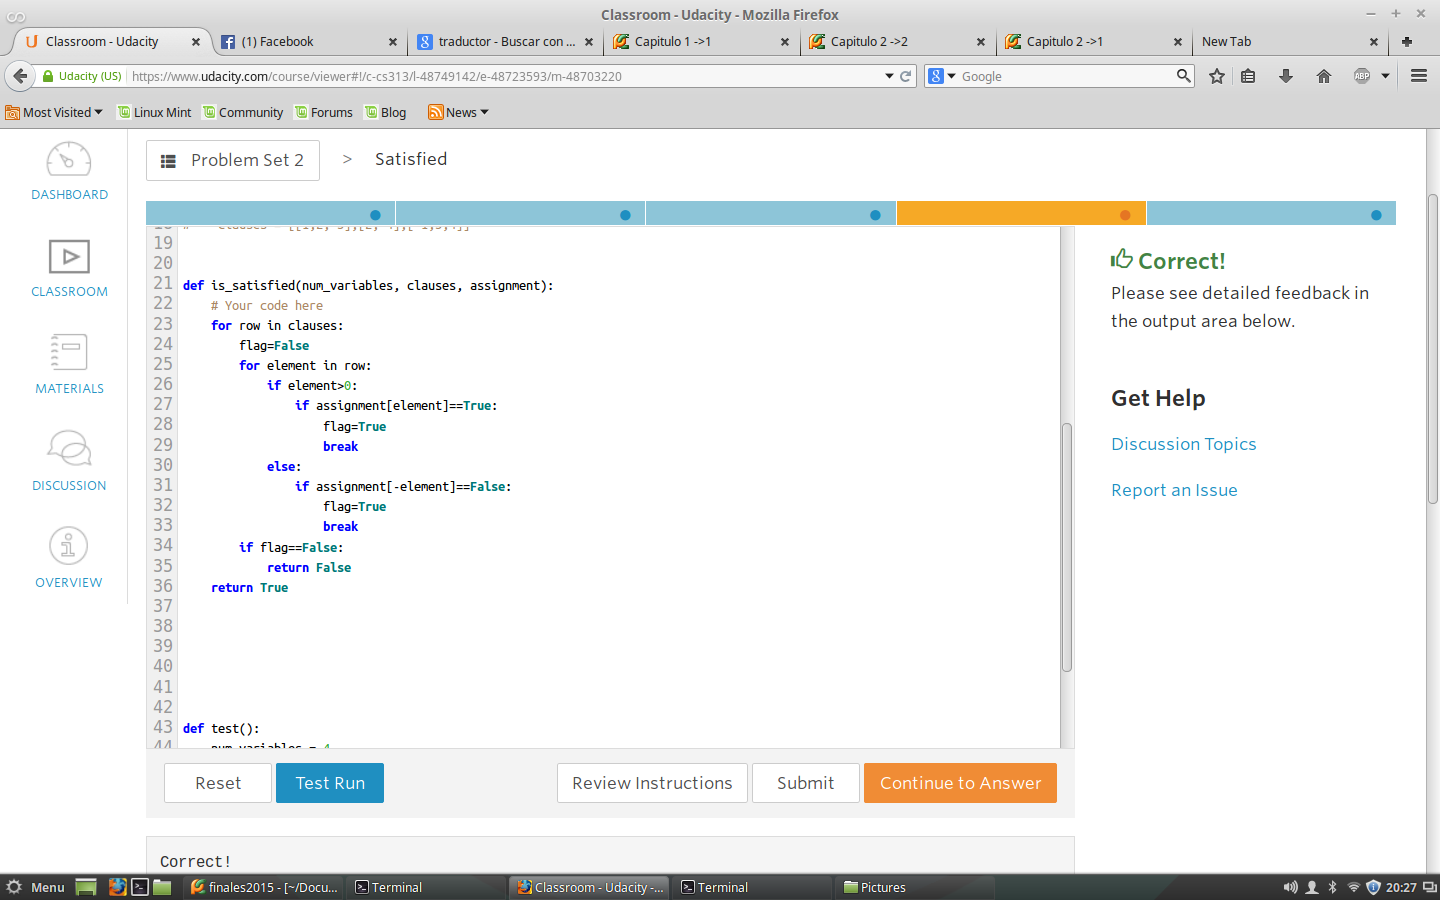 Classroom - Udacity - Mozilla Firefox
Classroom - Udacity
(1) Facebook
traductor - Buscar con ...
Capitulo 1 ->1
Capitulo 2 ->2
Capitulo 2 ->1
New Tab
Udacity (US)
https://www.udacity.com/course/viewer#!/c-cs313/l-48749142/e-48723593/m-48703220
Google
ABP
Most Visited
Linux Mint
Community
Forums
Blog
News
DASHBOARD
CLASSROOM
MATERIALS
DISCUSSION
OVERVIEW
Problem Set 2 > Satisfied
19
20
21 def is_satisfied(num_variables, clauses, assignment):
22 # Your code here
23 for row in clauses:
24 flag=False
25 for element in row:
26 if element>0:
27 if assignment[element]==True:
28 flag=True
29 break
30 else:
31 if assignment[-element]==False:
32 flag=True
33 break
34 if flag==False:
35 return False
36 return True
37
38
39
40
41
42
43 def test():
44 num_variables = 4
Correct!
Please see detailed feedback in
the output area below.
Get Help
Discussion Topics
Report an Issue
Reset
Test Run
Review Instructions
Submit
Continue to Answer
Correct!
Menu
finales2015 - [~/Docu...
Terminal
Classroom - Udacity -...
Terminal
Pictures
20:27